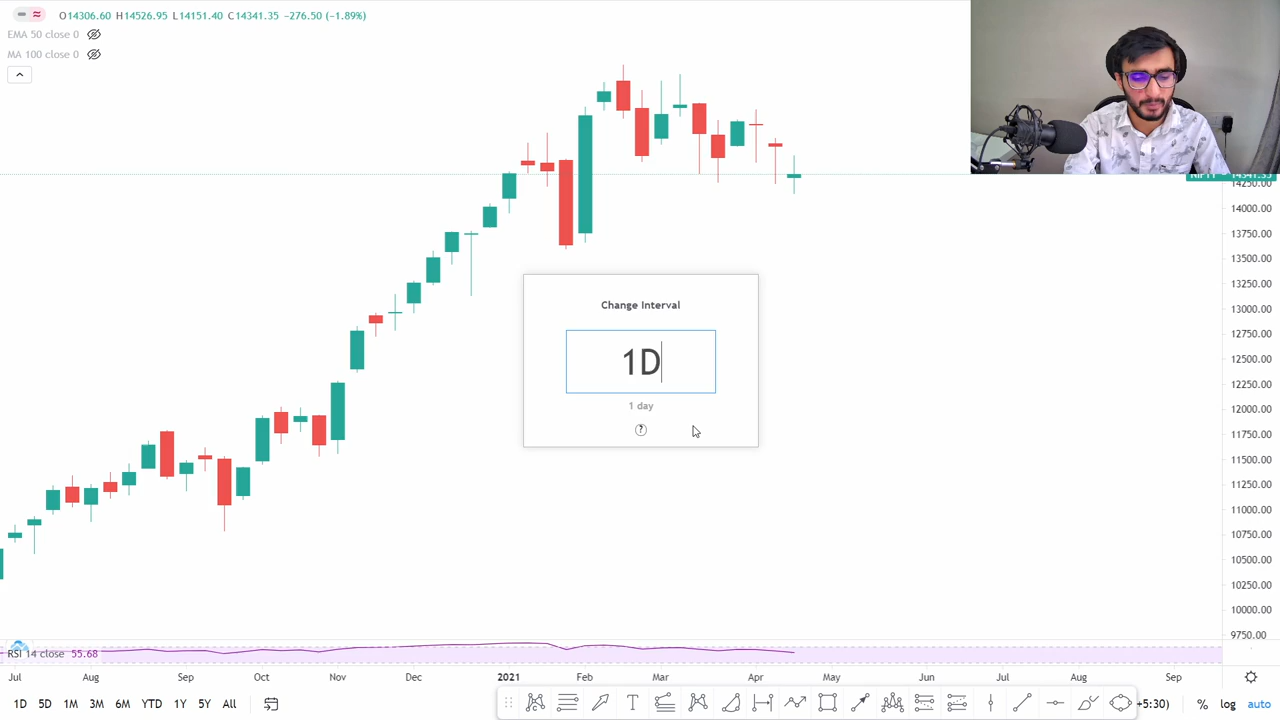 O14306.60 H14526.95 L14151.40 C14341.35 −276.50 (−1.89%)
EMA 50 close 0
MA 100 close 0
14250.00
14000.00
13750.00
13500.00
13250.00
13000.00
12750.00
12500.00
12250.00
12000.00
11750.00
11500.00
11250.00
11000.00
10750.00
10500.00
10250.00
10000.00
9750.00
Change Interval
1D
1 day
?
RSI 14 close 55.68
Jul Aug Sep Oct Nov Dec 2021 Feb Mar Apr May Jun Jul Aug Sep
1D 5D 1M 3M 6M YTD 1Y 5Y All
+5:30) % log auto